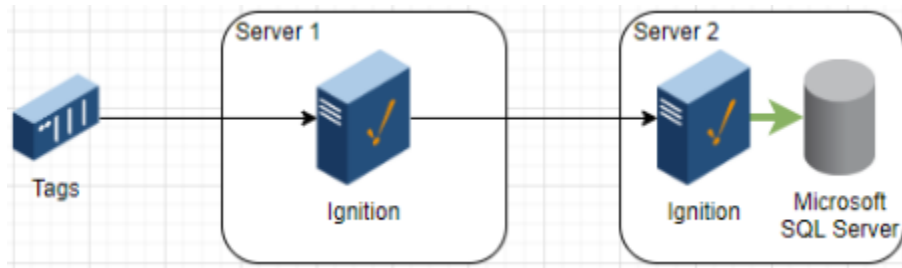 Server 1
Server 2
Tags
Ignition
Ignition
Microsoft
SQL Server